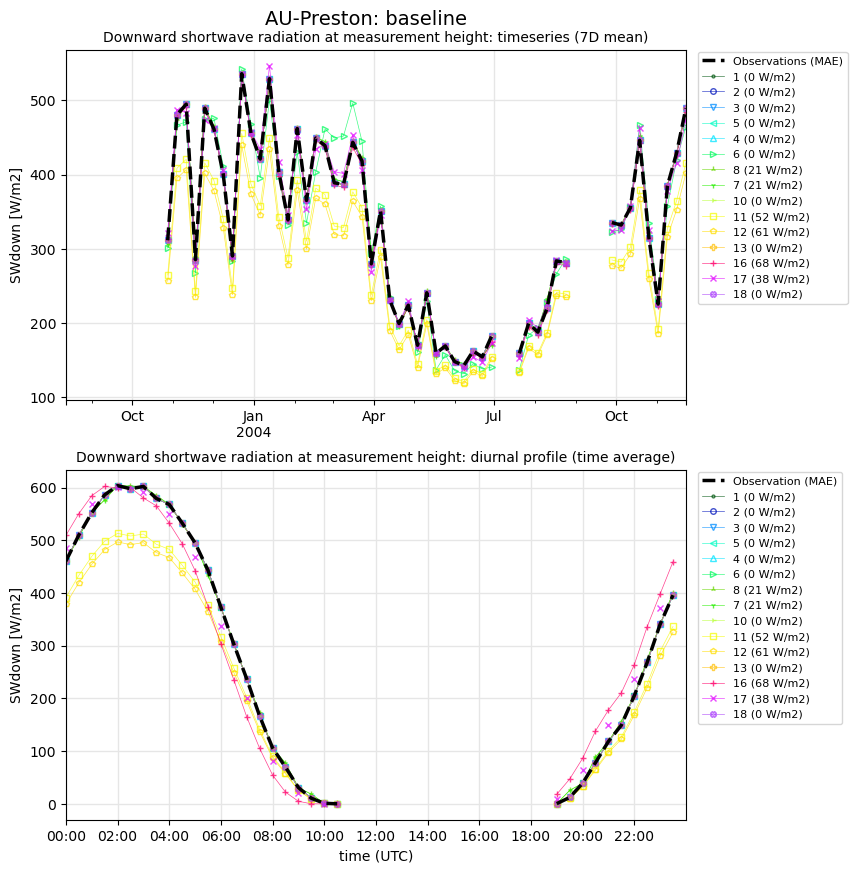 AU-Preston: baseline
Downward shortwave radiation at measurement height: timeseries (7D mean)
SWdown [W/m2]
500
400
300
200
100
Oct
Jan
2004
Apr
Jul
Oct
Observations (MAE)
1 (0 W/m2)
2 (0 W/m2)
3 (0 W/m2)
5 (0 W/m2)
4 (0 W/m2)
6 (0 W/m2)
8 (21 W/m2)
7 (21 W/m2)
10 (0 W/m2)
11 (52 W/m2)
12 (61 W/m2)
13 (0 W/m2)
16 (68 W/m2)
17 (38 W/m2)
18 (0 W/m2)
Downward shortwave radiation at measurement height: diurnal profile (time average)
SWdown [W/m2]
600
500
400
300
200
100
0
00:00
02:00
04:00
06:00
08:00
10:00
12:00
14:00
16:00
18:00
20:00
22:00
time (UTC)
Observation (MAE)
1 (0 W/m2)
2 (0 W/m2)
3 (0 W/m2)
5 (0 W/m2)
4 (0 W/m2)
6 (0 W/m2)
8 (21 W/m2)
7 (21 W/m2)
10 (0 W/m2)
11 (52 W/m2)
12 (61 W/m2)
13 (0 W/m2)
16 (68 W/m2)
17 (38 W/m2)
18 (0 W/m2)